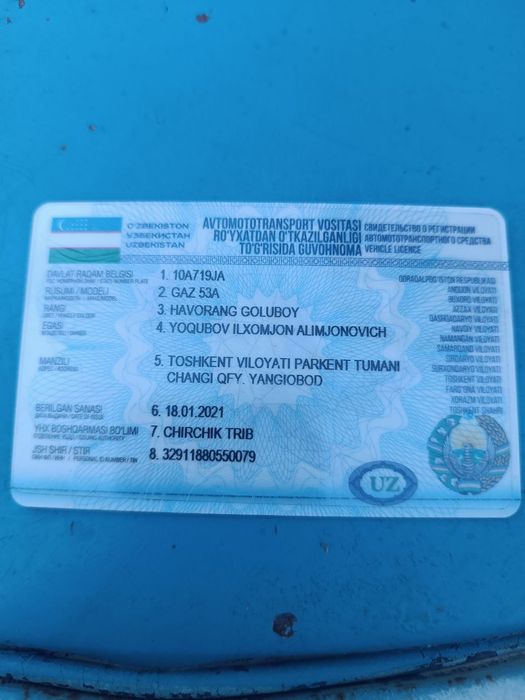 O'ZBEKISTON
ЎЗБЕКИСТАН
UZBEKISTAN
AVTOMOTOTRANSPORT VOSITASI
RO'YXATDAN O'TKAZILGANLIGI
TO'G'RISIDA GUVOHNOMA
СВИДЕТЕЛЬСТВО О РЕГИСТРАЦИИ
АВТОМОТОТРАНСПОРТНОГО СРЕДСТВА
VEHICLE LICENCE
DAVLAT RAQAM BELGISI
1. 10A719JA
RUSUMI / MODELI
2. GAZ 53A
RANGI
3. HAVORANG GOLUBOY
EGASI
4. YOQUBOV ILXOMJON ALIMJONOVICH
MANZILI
5. TOSHKENT VILOYATI PARKENT TUMANI
CHANGI QFY. YANGIOBOD
BERILGAN SANASI
6. 18.01.2021
YHX BOSHQARMASI BO'LIMI
7. CHIRCHIK TRIB
JSH SHIR / STIR
8. 32911880550079
QORAQALPOG'ISTON RESPUBLIKASI
ANDIJON VILOYATI
BUXORO VILOYATI
JIZZAX VILOYATI
QASHQADARYO VILOYATI
NAVOIY VILOYATI
NAMANGAN VILOYATI
SAMARQAND VILOYATI
SIRDARYO VILOYATI
SURXONDARYO VILOYATI
TOSHKENT VILOYATI
FARG'ONA VILOYATI
XORAZM VILOYATI
TOSHKENT SHAHRI
UZ